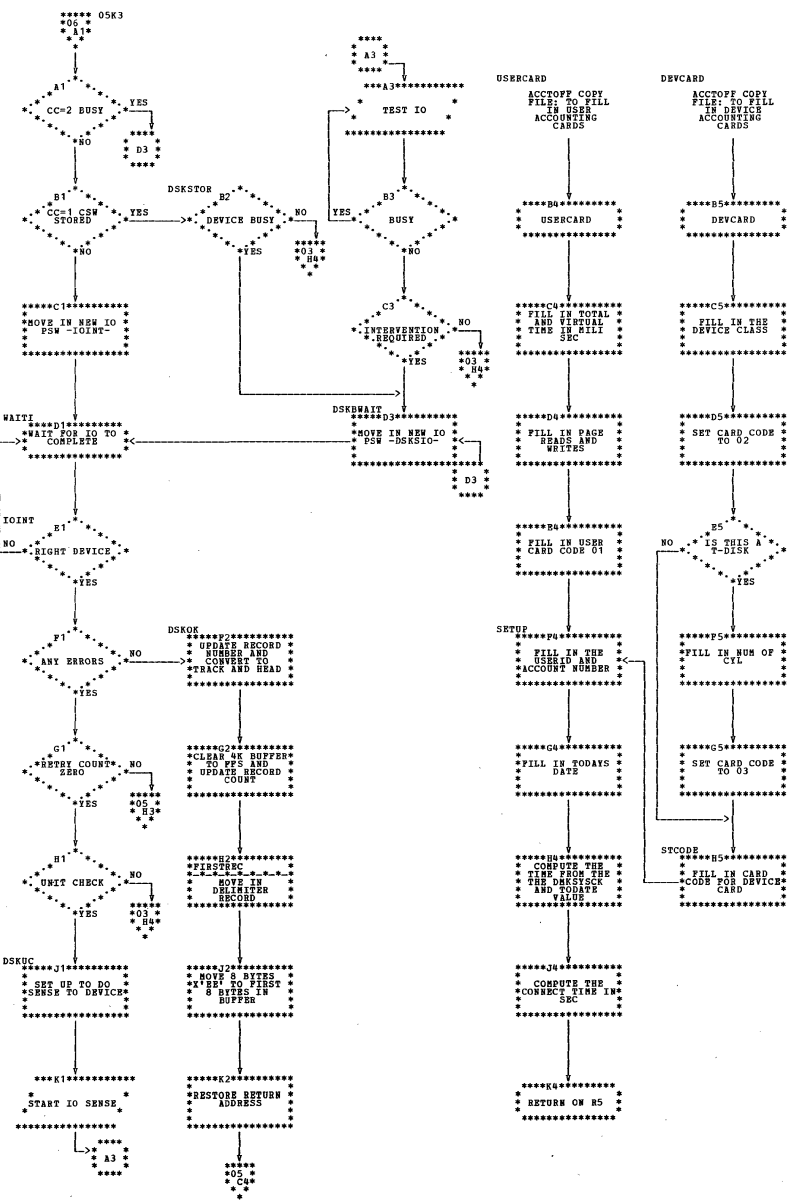 05K3
06
A1
A1
CC=2 BUSY
YES
D3
NO
B1
CC=1 CSW
STORED
YES
NO
C1
MOVE IN NEW IO
PSW -IOINT-
WAITI
D1
WAIT FOR IO TO
COMPLETE
IOINT
E1
NO
RIGHT DEVICE
YES
F1
ANY ERRORS
NO
YES
G1
RETRY COUNT
ZERO
NO
05
H3
YES
H1
UNIT CHECK
NO
03
H4
YES
DSKUC
J1
SET UP TO DO
SENSE TO DEVICE
K1
START IO SENSE
A3
DSKSTOR
B2
DEVICE BUSY
NO
03
H4
YES
DSKOK
F2
UPDATE RECORD
NUMBER AND
CONVERT TO
TRACK AND HEAD
G2
CLEAR 4K BUFFER
TO FFS AND
UPDATE RECORD
COUNT
H2
FIRSTREC
MOVE IN
DELIMITER
RECORD
J2
MOVE 8 BYTES
X'EE' TO FIRST
8 BYTES IN
BUFFER
K2
RESTORE RETURN
ADDRESS
05
C4
A3
A3
TEST IO
B3
YES
BUSY
NO
C3
INTERVENTION
REQUIRED
NO
03
H4
YES
DSKBWAIT
D3
MOVE IN NEW IO
PSW -DSKSIO-
D3
USERCARD
ACCTOFF COPY
FILE: TO FILL
IN USER
ACCOUNTING
CARDS
B4
USERCARD
C4
FILL IN TOTAL
AND VIRTUAL
TIME IN MILI
SEC
D4
FILL IN PAGE
READS AND
WRITES
E4
FILL IN USER
CARD CODE 01
SETUP
F4
FILL IN THE
USERID AND
ACCOUNT NUMBER
G4
FILL IN TODAYS
DATE
H4
COMPUTE THE
TIME FROM THE
THE DMKSYSCK
AND TODATE
VALUE
J4
COMPUTE THE
CONNECT TIME IN
SEC
K4
RETURN ON R5
DEVCARD
ACCTOFF COPY
FILE: TO FILL
IN DEVICE
ACCOUNTING
CARDS
B5
DEVCARD
C5
FILL IN THE
DEVICE CLASS
D5
SET CARD CODE
TO 02
E5
NO
IS THIS A
T-DISK
YES
F5
FILL IN NUM OF
CYL
G5
SET CARD CODE
TO 03
STCODE
H5
FILL IN CARD
CODE FOR DEVICE
CARD